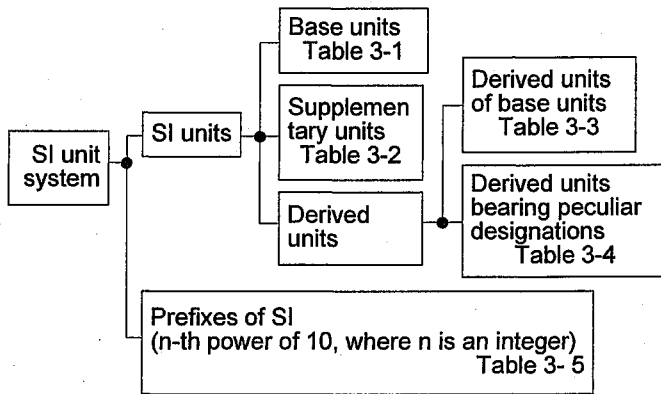 Base units
Table 3-1
Derived units
of base units
Table 3-3
SI units
Supplemen
tary units
Table 3-2
SI unit
system
Derived units
bearing peculiar
designations
Table 3-4
Derived
units
Prefixes of SI
(n-th power of 10, where n is an integer)
Table 3- 5